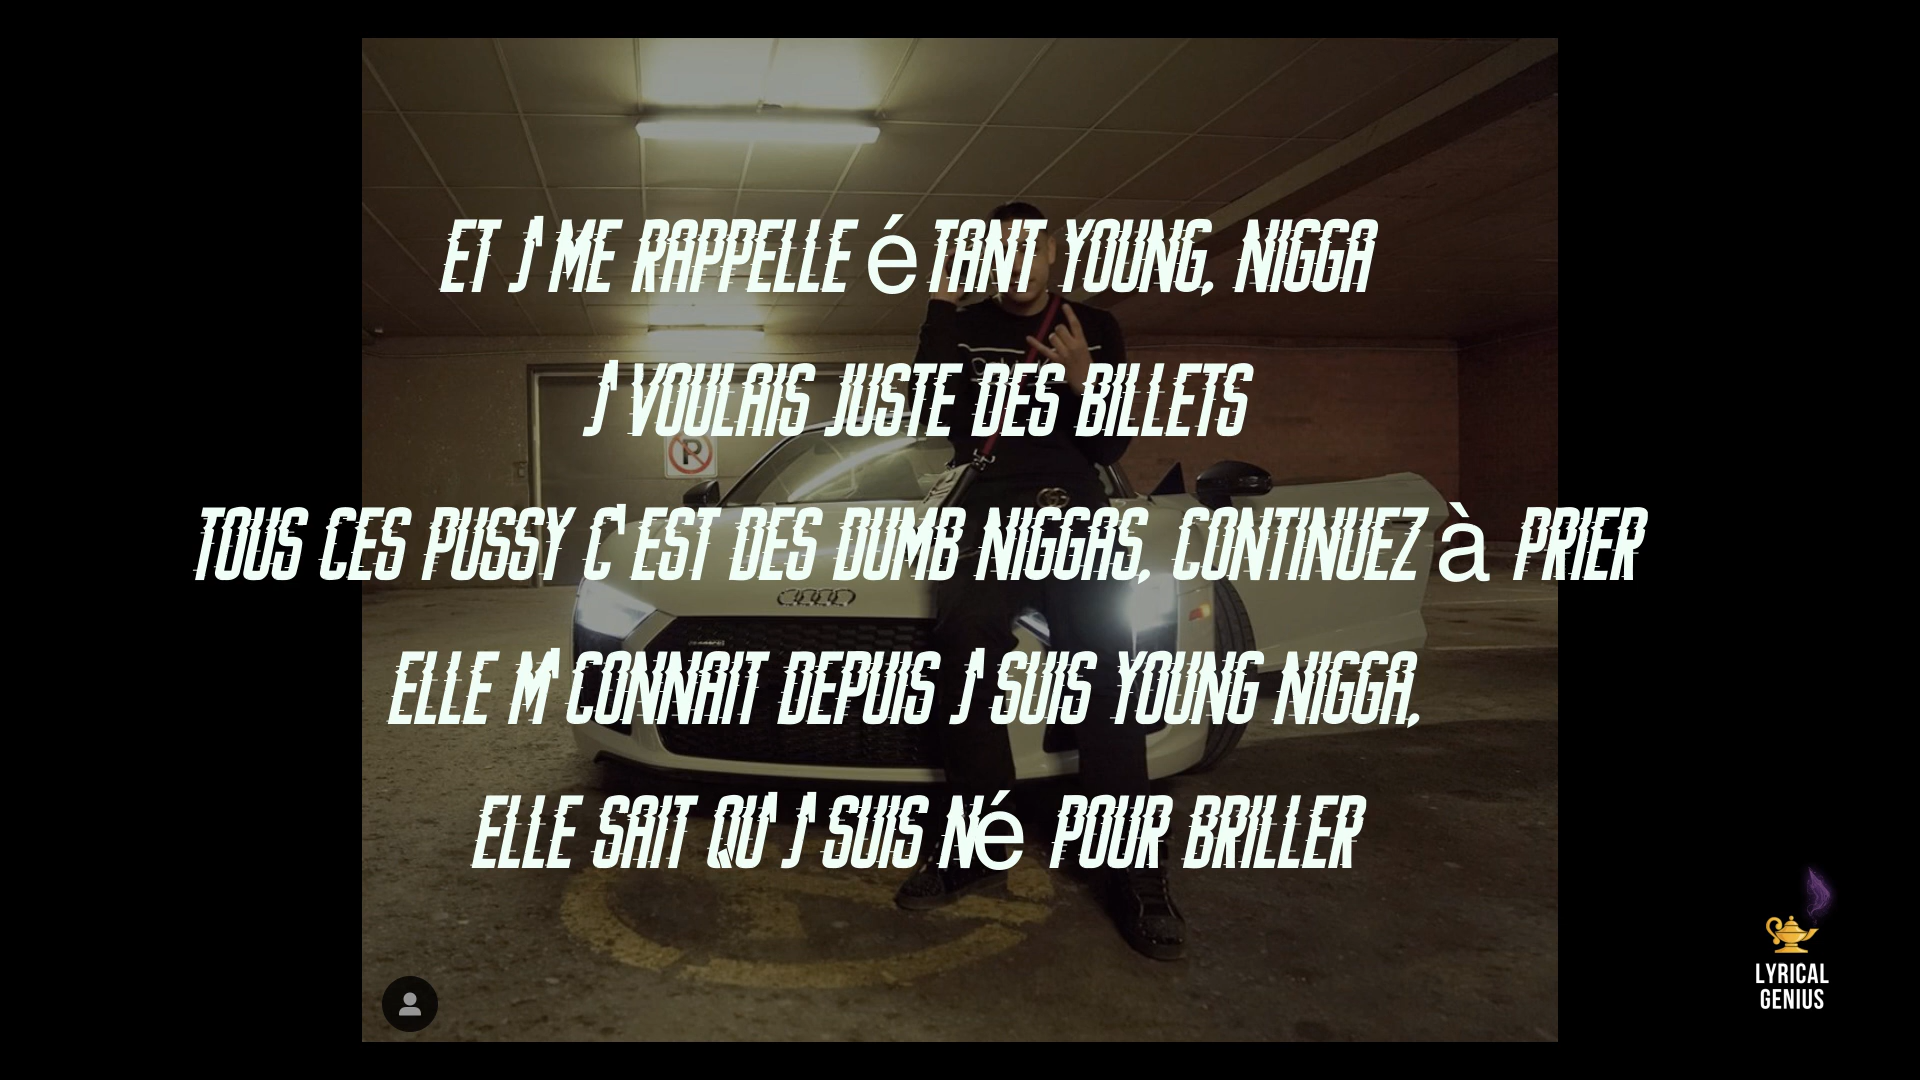 ET J'ME RAPPELLE éTANT YOUNG, NIGGA
J'VOULAIS JUSTE DES BILLETS
TOUS CES PUSSY C'EST DES DUMB NIGGAS, CONTINUEZ à PRIER
ELLE M'CONNAIT DEPUIS J'SUIS YOUNG NIGGA,
ELLE SAIT QU'J'SUIS Né POUR BRILLER
LYRICAL
GENIUS